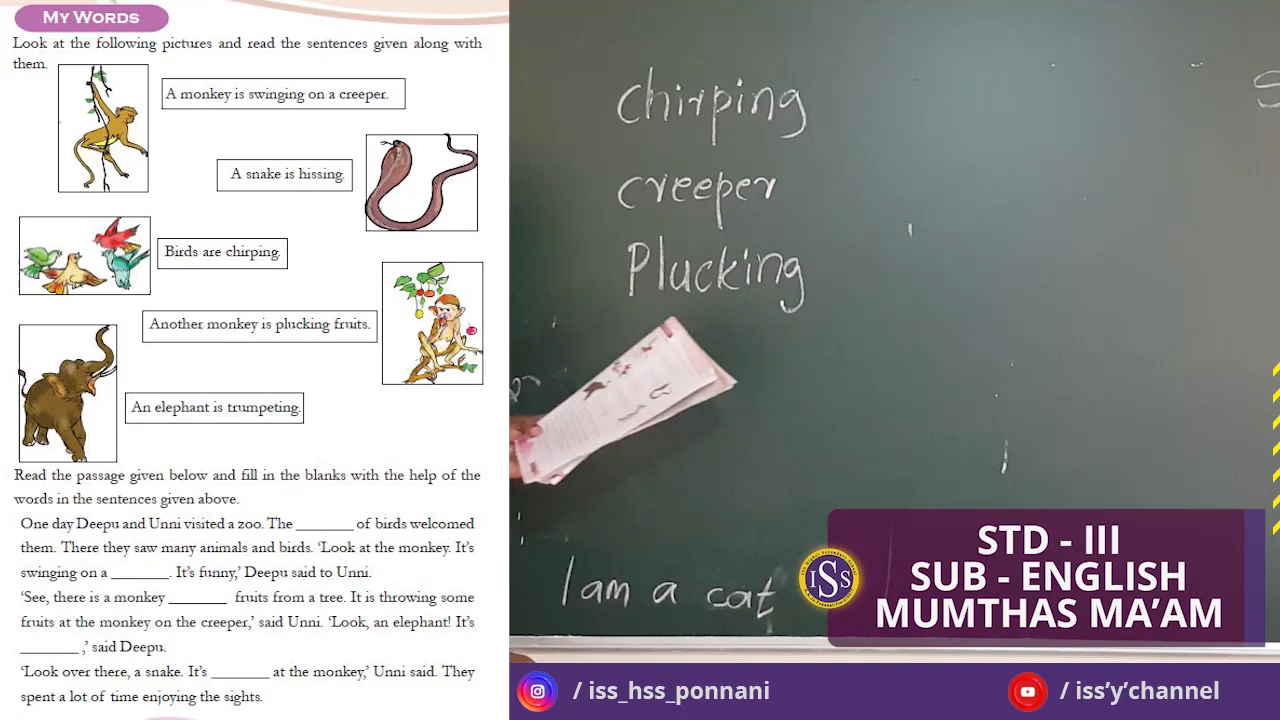 MY WORDS
Look at the following pictures and read the sentences given along with
them.
A monkey is swinging on a creeper.
A snake is hissing.
Birds are chirping.
Another monkey is plucking fruits.
An elephant is trumpeting.
Read the passage given below and fill in the blanks with the help of the
words in the sentences given above.
One day Deepu and Unni visited a zoo. The _______ of birds welcomed
them. There they saw many animals and birds. ‘Look at the monkey. It’s
swinging on a _______. It’s funny,’ Deepu said to Unni.
‘See, there is a monkey _______ fruits from a tree. It is throwing some
fruits at the monkey on the creeper,’ said Unni. ‘Look, an elephant! It’s
_______ ,’ said Deepu.
‘Look over there, a snake. It’s _______ at the monkey,’ Unni said. They
spent a lot of time enjoying the sights.
chirping
creeper
Plucking
I am a cat
STD - III
SUB - ENGLISH
MUMTHAS MA’AM
ISS
/ iss_hss_ponnani
/ iss’y’channel